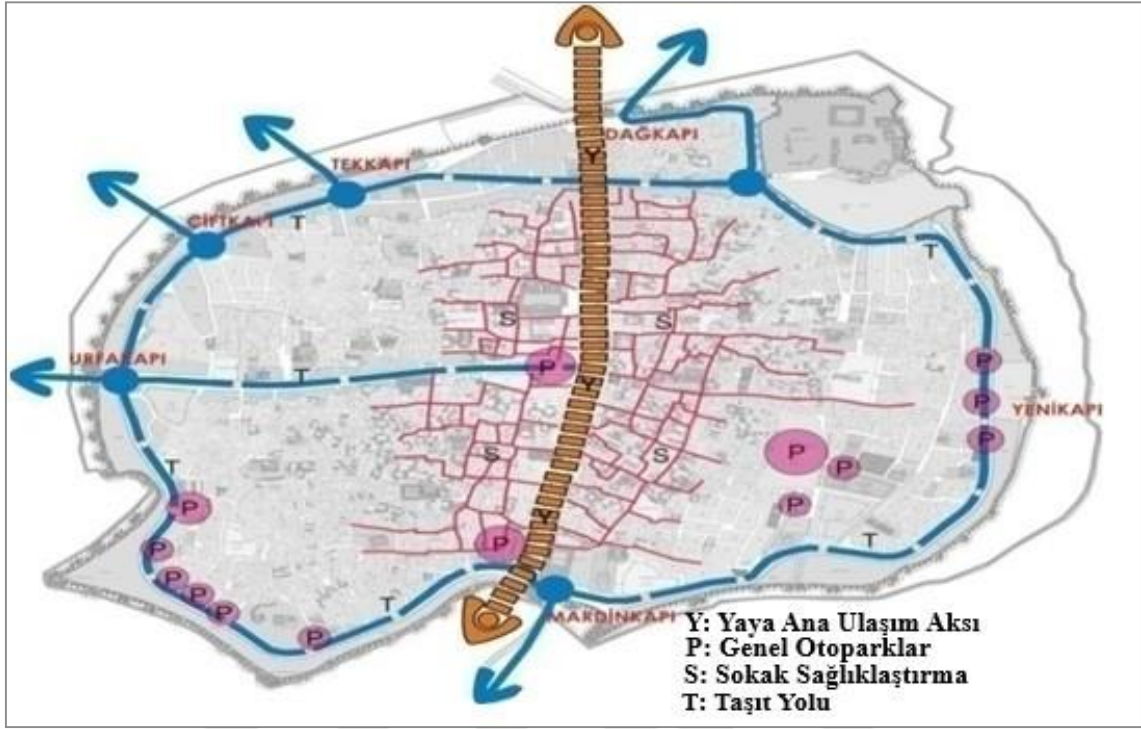 DAĞKAPI
Y
TEKKAPI
ÇİFTKAPI
T
T
S
S
URFAKAPI
T
P
Y
P
P
YENİKAPI
P
S
S
P
P
T
P
P
Y
P
T
P
P
P
P
T
P
MARDİNKAPI
Y: Yaya Ana Ulaşım Aksı
P: Genel Otoparklar
S: Sokak Sağlıklaştırma
T: Taşıt Yolu